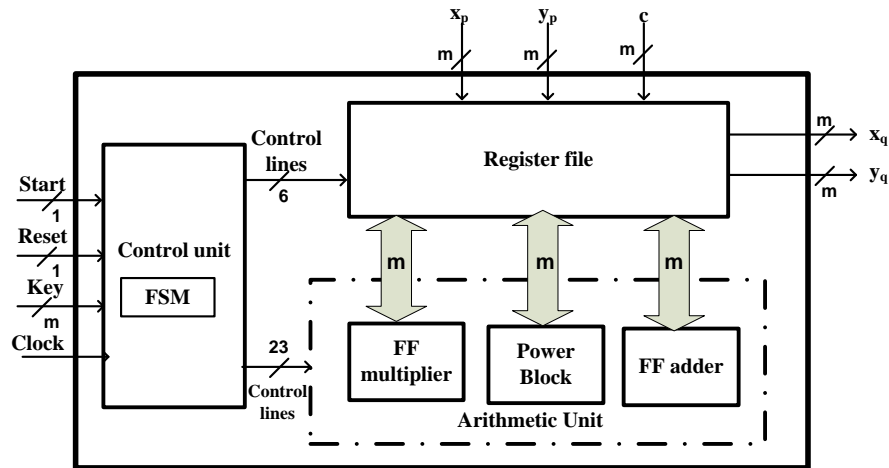 x_p
y_p
c
m
m
m
Control
lines
6
Register file
m
x_q
y_q
m
Start
1
Reset
1
Key
m
Clock
Control unit
FSM
m
m
m
23
Control
lines
FF
multiplier
Power
Block
FF adder
Arithmetic Unit